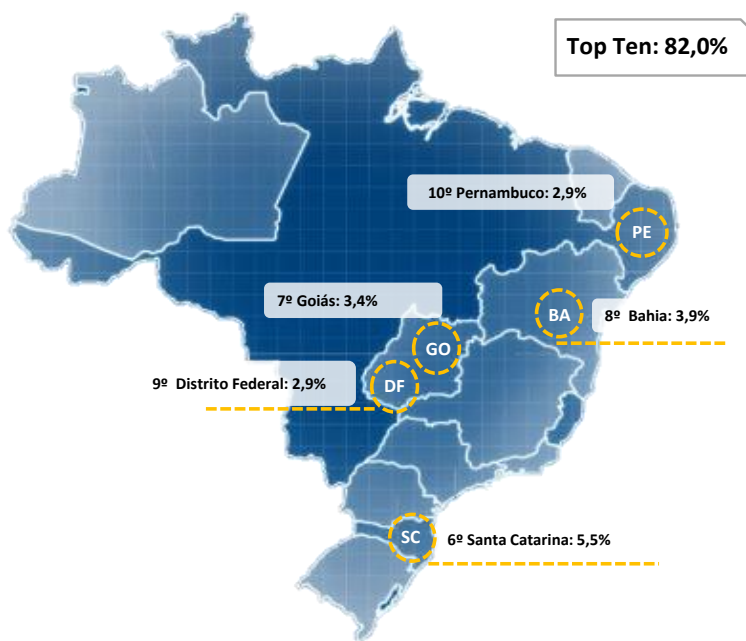 Top Ten: 82,0%
10º Pernambuco: 2,9%
PE
7º Goiás: 3,4%
BA
8º Bahia: 3,9%
GO
9º Distrito Federal: 2,9%
DF
SC
6º Santa Catarina: 5,5%